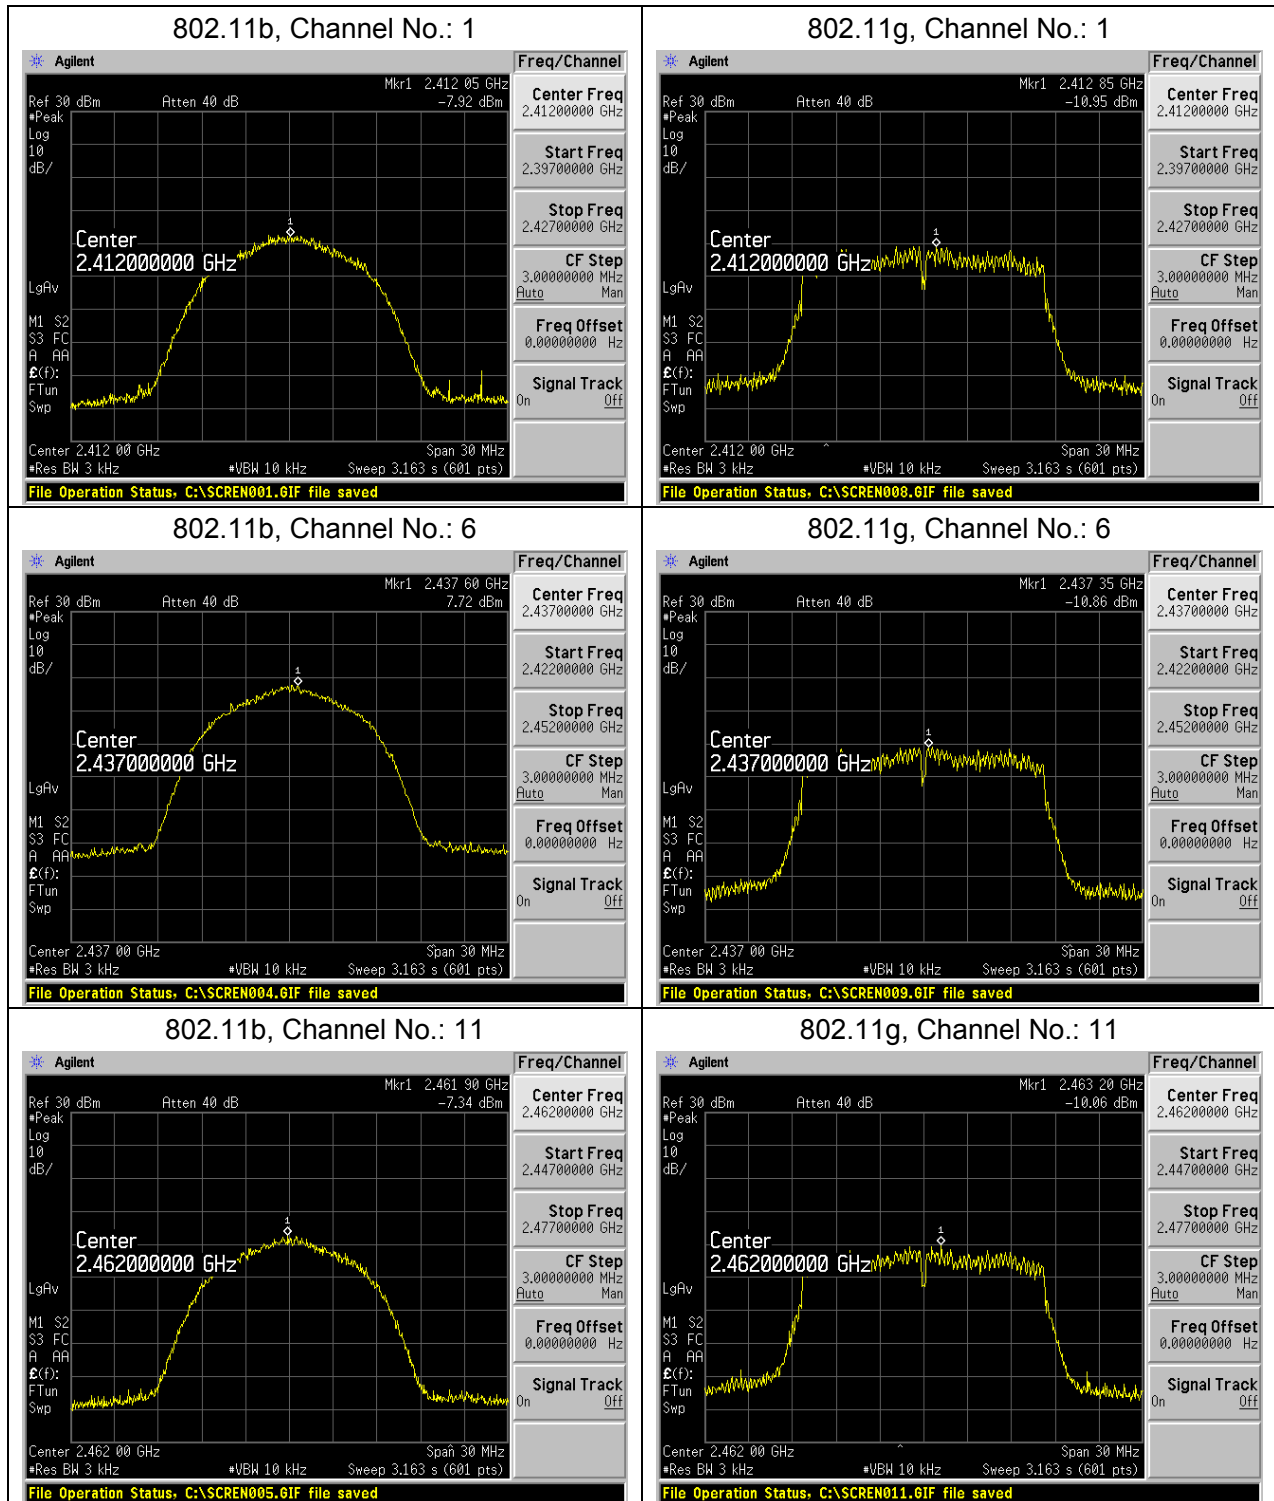 802.11b, Channel No.: 1
Agilent
Freq/Channel
Mkr1 2.412 05 GHz
Ref 30 dBm Atten 40 dB -7.92 dBm
#Peak
Log
10
dB/
Center
2.412000000 GHz
LgAv
M1 S2
S3 FC
A AA
£(f):
FTun
Swp
Center 2.412 00 GHz Span 30 MHz
#Res BW 3 kHz #VBW 10 kHz Sweep 3.163 s (601 pts)
File Operation Status, C:\SCREN001.GIF file saved
Center Freq
2.41200000 GHz
Start Freq
2.39700000 GHz
Stop Freq
2.42700000 GHz
CF Step
3.00000000 MHz
Auto Man
Freq Offset
0.00000000 Hz
Signal Track
On Off
802.11g, Channel No.: 1
Agilent
Freq/Channel
Mkr1 2.412 85 GHz
Ref 30 dBm Atten 40 dB -10.95 dBm
#Peak
Log
10
dB/
1
Center
2.412000000 GHz
LgAv
M1 S2
S3 FC
A AA
£(f):
FTun
Swp
Center 2.412 00 GHz Span 30 MHz
#Res BW 3 kHz #VBW 10 kHz Sweep 3.163 s (601 pts)
File Operation Status, C:\SCREN008.GIF file saved
Center Freq
2.41200000 GHz
Start Freq
2.39700000 GHz
Stop Freq
2.42700000 GHz
CF Step
3.00000000 MHz
Auto Man
Freq Offset
0.00000000 Hz
Signal Track
On Off
802.11b, Channel No.: 6
Agilent
Freq/Channel
Mkr1 2.437 60 GHz
Ref 30 dBm Atten 40 dB 7.72 dBm
#Peak
Log
10
dB/
1
Center
2.437000000 GHz
LgAv
M1 S2
S3 FC
A AA
£(f):
FTun
Swp
Center 2.437 00 GHz Span 30 MHz
#Res BW 3 kHz #VBW 10 kHz Sweep 3.163 s (601 pts)
File Operation Status, C:\SCREN004.GIF file saved
Center Freq
2.43700000 GHz
Start Freq
2.42200000 GHz
Stop Freq
2.45200000 GHz
CF Step
3.00000000 MHz
Auto Man
Freq Offset
0.00000000 Hz
Signal Track
On Off
802.11g, Channel No.: 6
Agilent
Freq/Channel
Mkr1 2.437 35 GHz
Ref 30 dBm Atten 40 dB -10.86 dBm
#Peak
Log
10
dB/
1
Center
2.437000000 GHz
LgAv
M1 S2
S3 FC
A AA
£(f):
FTun
Swp
Center 2.437 00 GHz Span 30 MHz
#Res BW 3 kHz #VBW 10 kHz Sweep 3.163 s (601 pts)
File Operation Status, C:\SCREN009.GIF file saved
Center Freq
2.43700000 GHz
Start Freq
2.42200000 GHz
Stop Freq
2.45200000 GHz
CF Step
3.00000000 MHz
Auto Man
Freq Offset
0.00000000 Hz
Signal Track
On Off
802.11b, Channel No.: 11
Agilent
Freq/Channel
Mkr1 2.461 90 GHz
Ref 30 dBm Atten 40 dB -7.34 dBm
#Peak
Log
10
dB/
1
Center
2.462000000 GHz
LgAv
M1 S2
S3 FC
A AA
£(f):
FTun
Swp
Center 2.462 00 GHz Span 30 MHz
#Res BW 3 kHz #VBW 10 kHz Sweep 3.163 s (601 pts)
File Operation Status, C:\SCREN005.GIF file saved
Center Freq
2.46200000 GHz
Start Freq
2.44700000 GHz
Stop Freq
2.47700000 GHz
CF Step
3.00000000 MHz
Auto Man
Freq Offset
0.00000000 Hz
Signal Track
On Off
802.11g, Channel No.: 11
Agilent
Freq/Channel
Mkr1 2.463 20 GHz
Ref 30 dBm Atten 40 dB -10.06 dBm
#Peak
Log
10
dB/
1
Center
2.462000000 GHz
LgAv
M1 S2
S3 FC
A AA
£(f):
FTun
Swp
Center 2.462 00 GHz Span 30 MHz
#Res BW 3 kHz #VBW 10 kHz Sweep 3.163 s (601 pts)
File Operation Status, C:\SCREN011.GIF file saved
Center Freq
2.46200000 GHz
Start Freq
2.44700000 GHz
Stop Freq
2.47700000 GHz
CF Step
3.00000000 MHz
Auto Man
Freq Offset
0.00000000 Hz
Signal Track
On Off